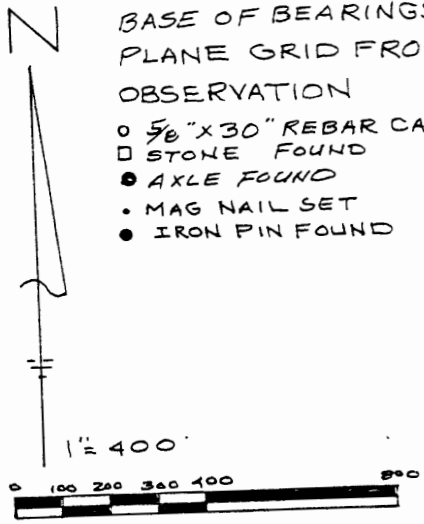 N
BASE OF BEARINGS
PLANE GRID FRO
OBSERVATION
○ 5/8"X30" REBAR CA
□ STONE FOUND
● AXLE FOUND
• MAG NAIL SET
● IRON PIN FOUND
1"= 400'
0 100 200 300 400 800